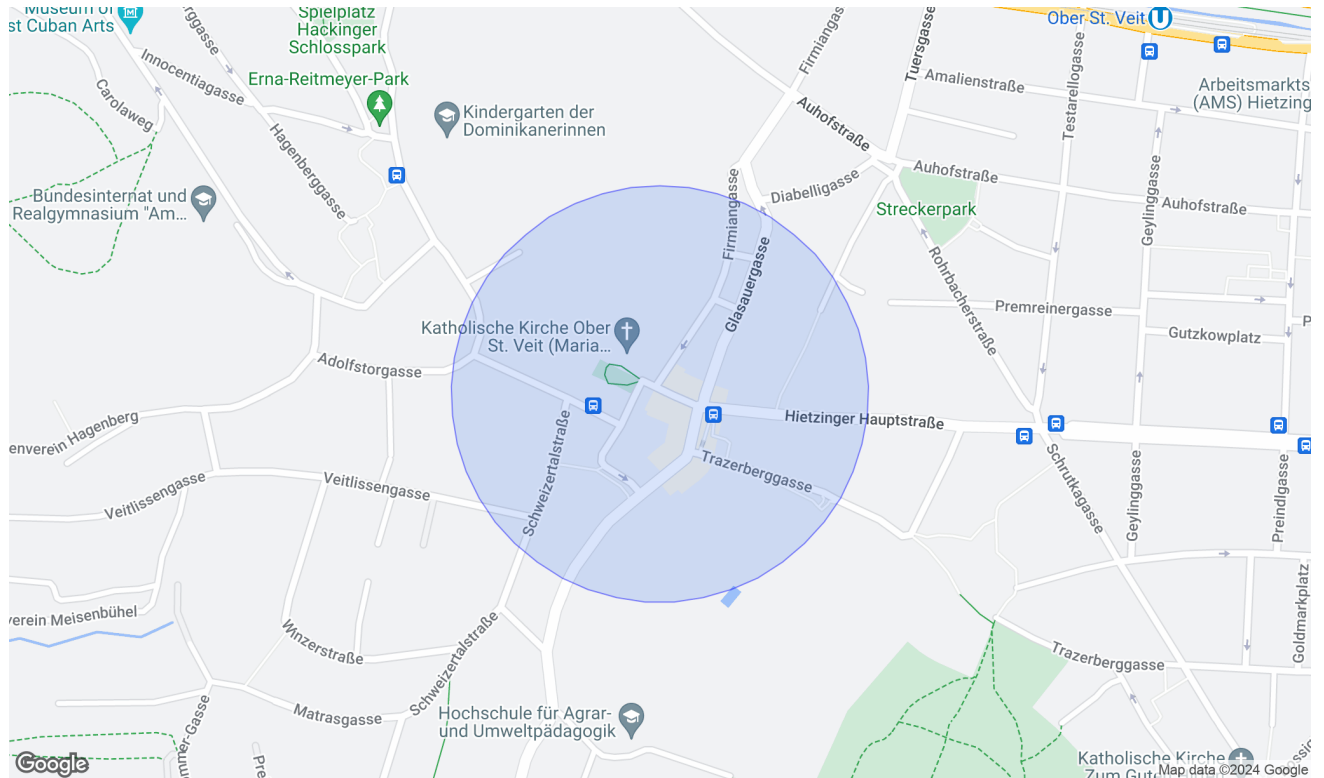 Museum of
st Cuban Arts
Spielplatz
Hackinger
Schlosspark
Firmiangas
Tuersgasse
Ober St. Veit
Innocentiagasse
Erna-Reitmeyer-Park
Carolaweg
Kindergarten der
Dominikanerinnen
Auhofstraße
Amalienstraße
Testarellogasse
Arbeitsmarkts
(AMS) Hietzing
Hagenberggasse
Bundesinternat und
Realgymnasium "Am...
Firmiangasse
Diabelligasse
Auhofstraße
Streckerpark
Auhofstraße
Geylinggasse
Glasauergasse
Rohrbacherstraße
Premreinergasse
Gutzkowplatz
P
Katholische Kirche Ober
St. Veit (Maria...
Adolfstorgasse
enverein Hagenberg
Hietzinger Hauptstraße
Schweizertalstraße
Trazerberggasse
Veitlissengasse
Veitlissengasse
Schrutkagasse
Geylinggasse
Preindlgasse
verein Meisenbühel
Winzerstraße
Schweizertalstraße
Goldmarkplatz
Trazerberggasse
Matrasgasse
Hochschule für Agrar-
und Umweltpädagogik
Katholische Kirche
Google
Map data ©2024 Google